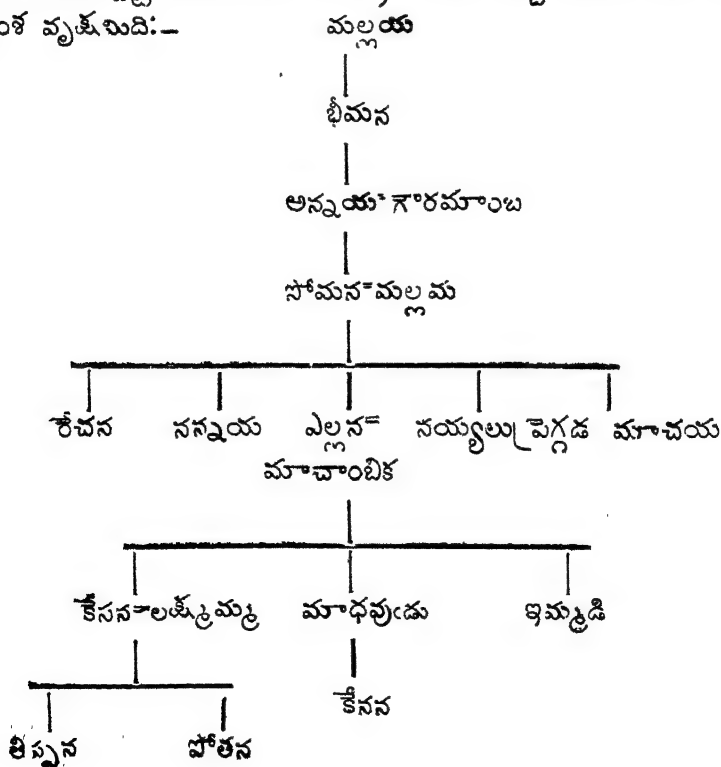 వృక్షమిది:— మల్లయ
భీమన
అన్నయ=గౌరమాంబ
సోమన=మల్లమ
రేచన నన్నయ ఎల్లన= నయ్యలు ప్రెగ్గడ మాచయ
మాచాంబిక
కేసన=లక్ష్మమ్మ మాధవుఁడు ఇమ్మడి
కేసన
తిప్పన పోతన